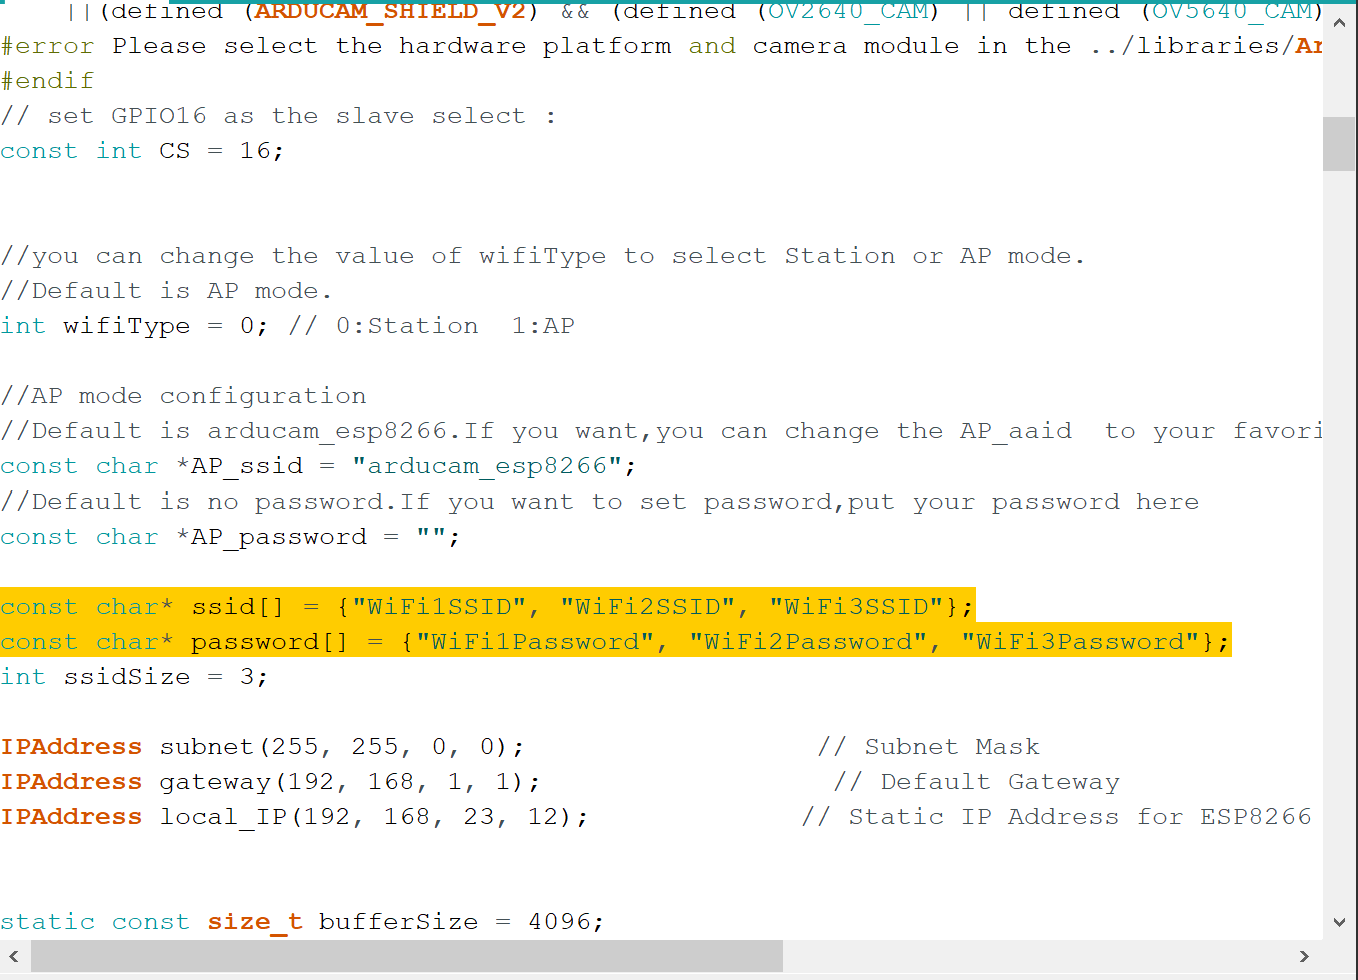 ||(defined (ARDUCAM_SHIELD_V2) && (defined (OV2640_CAM) || defined (OV5640_CAM)
#error Please select the hardware platform and camera module in the ../libraries/Ar
#endif
// set GPIO16 as the slave select :
const int CS = 16;
//you can change the value of wifiType to select Station or AP mode.
//Default is AP mode.
int wifiType = 0; // 0:Station  1:AP
//AP mode configuration
//Default is arducam_esp8266.If you want,you can change the AP_aaid  to your favori
const char *AP_ssid = "arducam_esp8266";
//Default is no password.If you want to set password,put your password here
const char *AP_password = "";
const char* ssid[] = {"WiFi1SSID", "WiFi2SSID", "WiFi3SSID"};
const char* password[] = {"WiFi1Password", "WiFi2Password", "WiFi3Password"};
int ssidSize = 3;
IPAddress subnet(255, 255, 0, 0); // Subnet Mask
IPAddress gateway(192, 168, 1, 1); // Default Gateway
IPAddress local_IP(192, 168, 23, 12); // Static IP Address for ESP8266
static const size_t bufferSize = 4096;